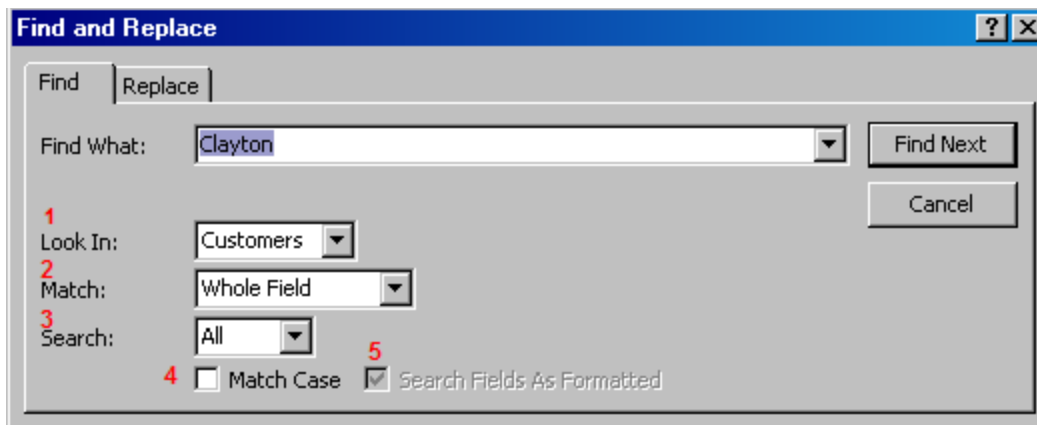 Find and Replace
Find Replace
Find What: Clayton Find Next
Cancel
1
Look In: Customers
2
Match: Whole Field
3
Search: All
4 Match Case 5 Search Fields As Formatted